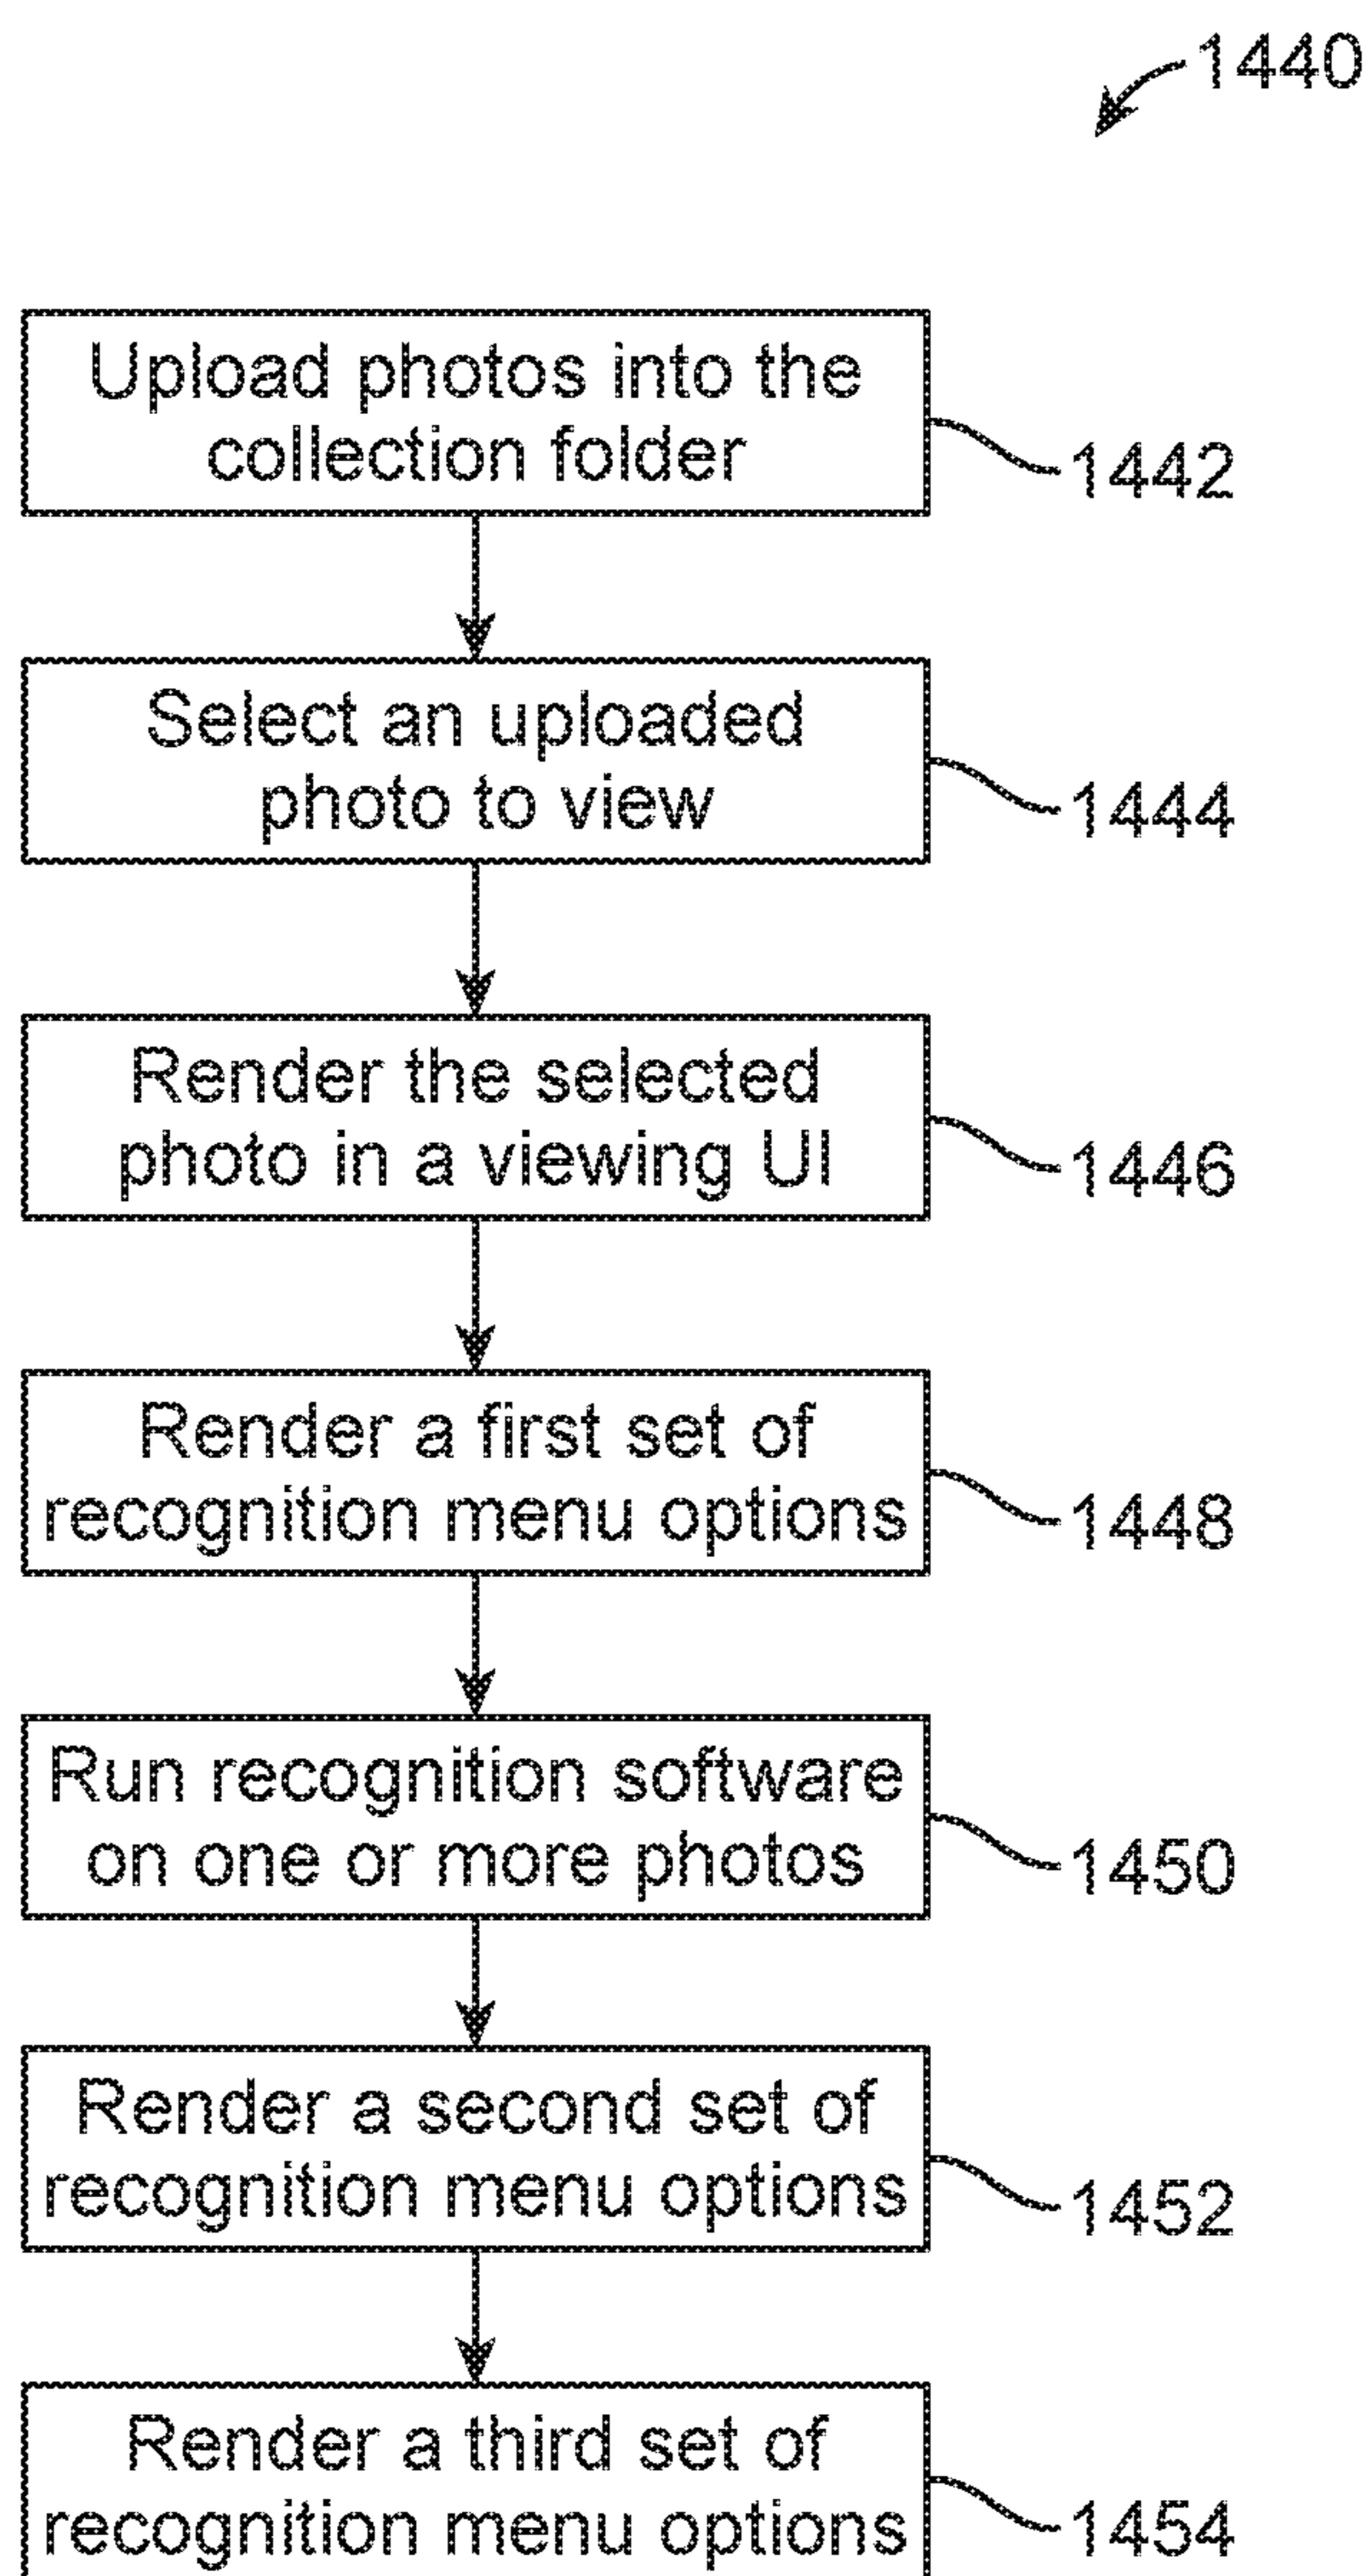 1440
Upload photos into the
collection folder
1442
Select an uploaded
photo to view
1444
Render the selected
photo in a viewing UI
1446
Render a first set of
recognition menu options
1448
Run recognition software
on one or more photos
1450
Render a second set of
recognition menu options
1452
Render a third set of
recognition menu options
1454